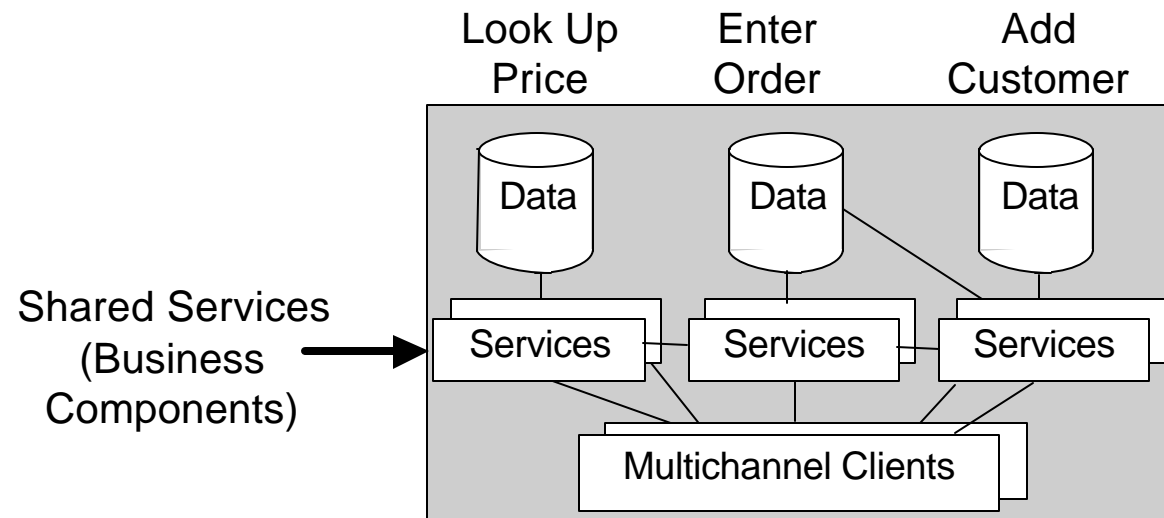 Look Up
Price
Enter
Order
Add
Customer
Data
Data
Data
Shared Services
(Business
Components)
Services
Services
Services
Multichannel Clients